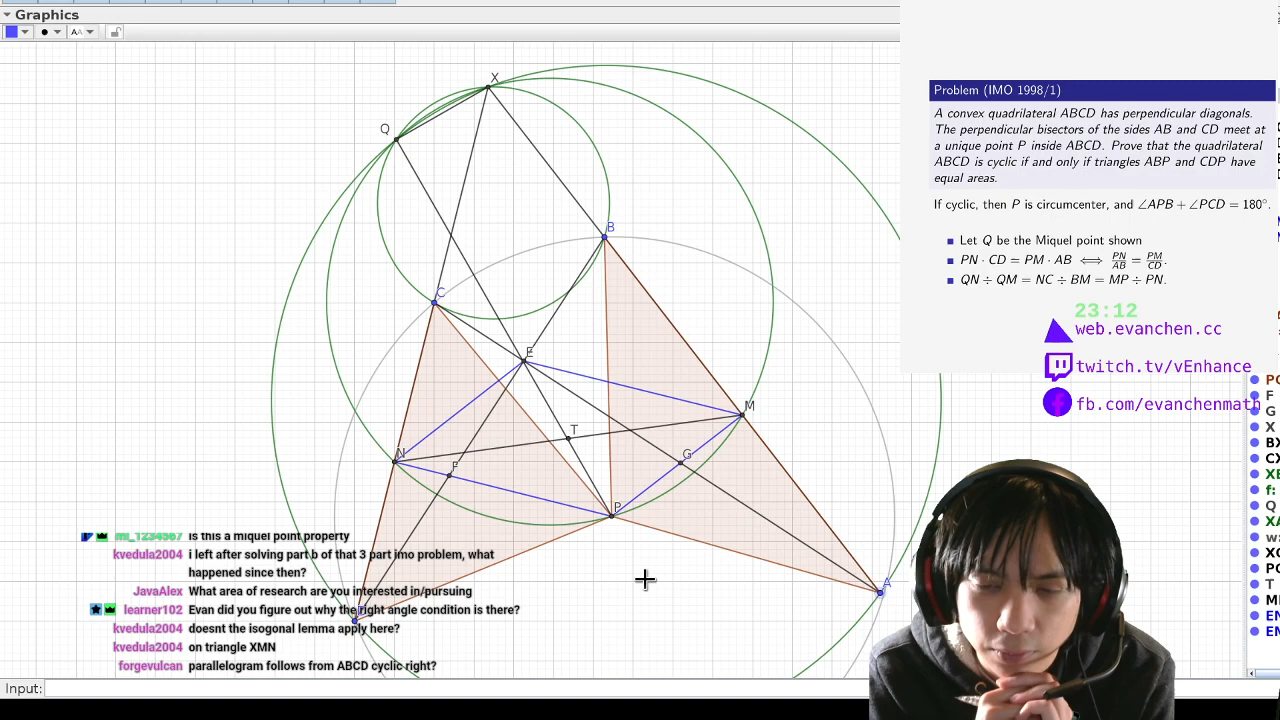 Graphics
AA
Problem (IMO 1998/1)
A convex quadrilateral ABCD has perpendicular diagonals.
The perpendicular bisectors of the sides AB and CD meet at
a unique point P inside ABCD. Prove that the quadrilateral
ABCD is cyclic if and only if triangles ABP and CDP have
equal areas.
If cyclic, then P is circumcenter, and ∠APB + ∠PCD = 180°.
Let Q be the Miquel point shown
PN · CD = PM · AB ⟺ PN/AB = PM/CD.
QN ÷ QM = NC ÷ BM = MP ÷ PN.
23:12
web.evanchen.cc
twitch.tv/vEnhance
fb.com/evanchenmath
X
Q
B
C
E
M
T
N
F
G
P
A
mi_1234567 is this a miquel point property
kvedula2004 i left after solving part b of that 3 part imo problem, what
happened since then?
JavaAlex What area of research are you interested in/pursuing
learner102 Evan did you figure out why the right angle condition is there?
kvedula2004 doesnt the isogonal lemma apply here?
kvedula2004 on triangle XMN
forgevulcan parallelogram follows from ABCD cyclic right?
F
G
X
f:
Q
T
Input: